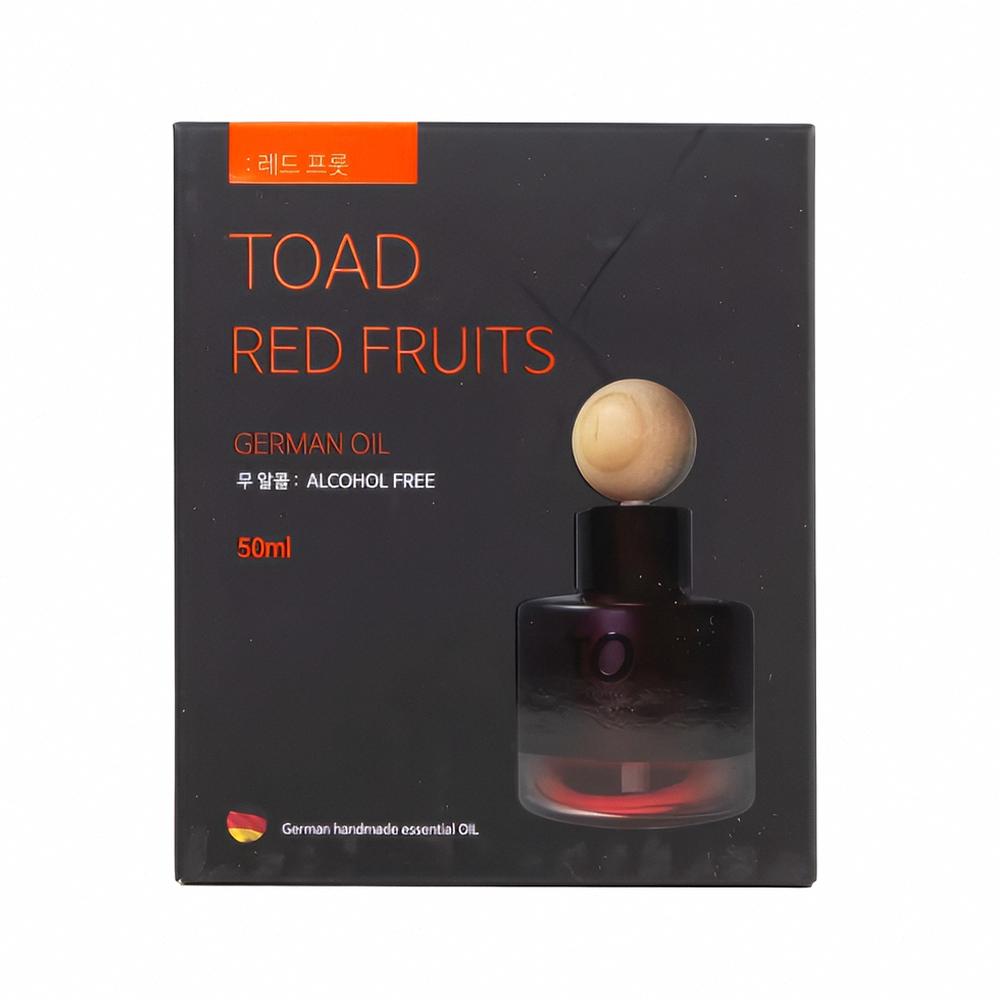 : 레드 프룻
TOAD
RED FRUITS
GERMAN OIL
무 알콜 : ALCOHOL FREE
50ml
TO
German handmade essential OIL